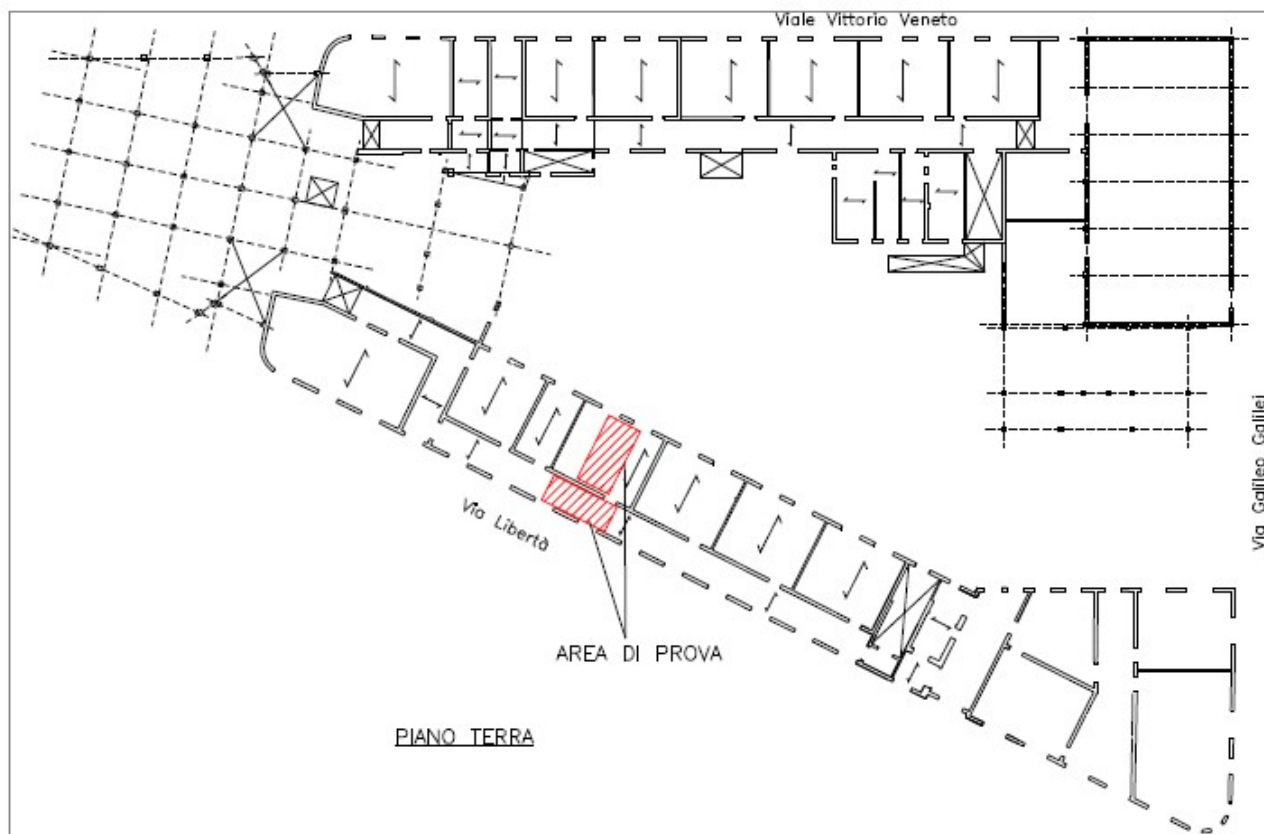 Viale Vittorio Veneto
Via Galileo Galilei
Via Libertà
AREA DI PROVA
PIANO TERRA